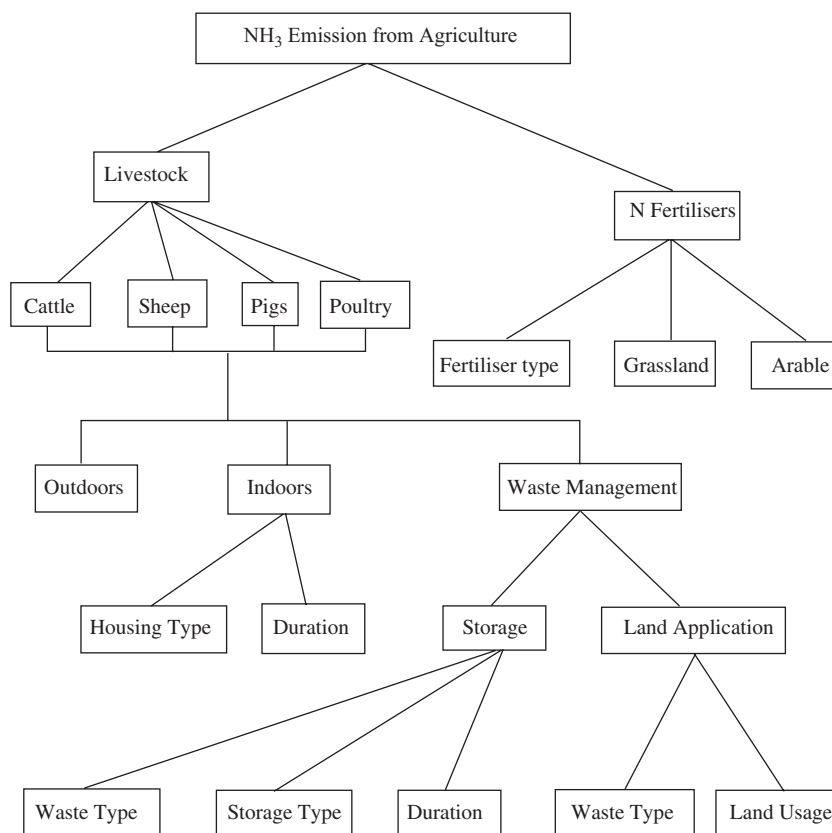 NH₃ Emission from Agriculture
Livestock
N Fertilisers
Cattle
Sheep
Pigs
Poultry
Fertiliser type
Grassland
Arable
Outdoors
Indoors
Waste Management
Housing Type
Duration
Storage
Land Application
Waste Type
Storage Type
Duration
Waste Type
Land Usage